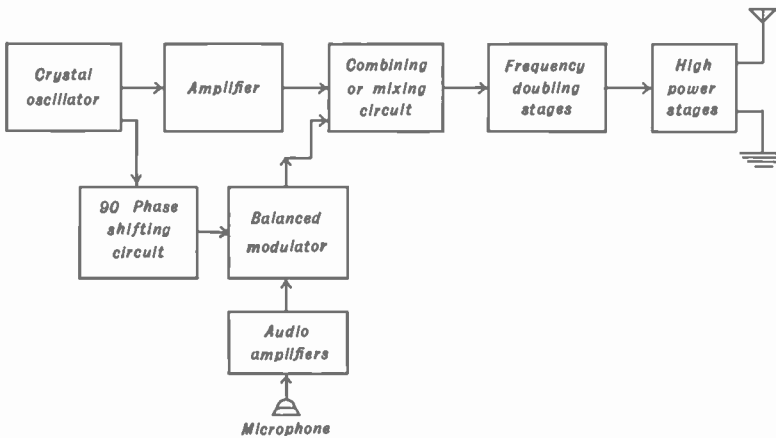 Crystal
oscillator
Amplifier
Combining
or mixing
circuit
Frequency
doubling
stages
High
power
stages
90 Phase
shifting
circuit
Balanced
modulator
Audio
amplifiers
Microphone